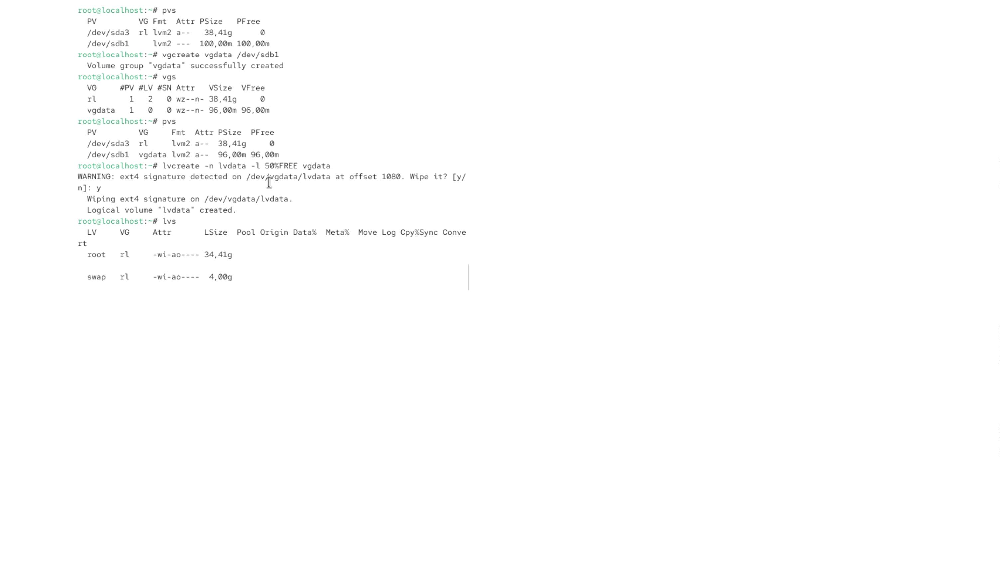 root@localhost:~# pvs
  PV         VG Fmt  Attr PSize   PFree
  /dev/sda3  rl lvm2 a--   38,41g      0
  /dev/sdb1     lvm2 ---  100,00m 100,00m
root@localhost:~# vgcreate vgdata /dev/sdb1
  Volume group "vgdata" successfully created
root@localhost:~# vgs
  VG     #PV #LV #SN Attr   VSize  VFree
  rl       1   2   0 wz--n- 38,41g     0
  vgdata   1   0   0 wz--n- 96,00m 96,00m
root@localhost:~# pvs
  PV         VG     Fmt  Attr PSize  PFree
  /dev/sda3  rl     lvm2 a--  38,41g     0
  /dev/sdb1  vgdata lvm2 a--  96,00m 96,00m
root@localhost:~# lvcreate -n lvdata -l 50%FREE vgdata
WARNING: ext4 signature detected on /dev/vgdata/lvdata at offset 1080. Wipe it? [y/
n]: y
  Wiping ext4 signature on /dev/vgdata/lvdata.
  Logical volume "lvdata" created.
root@localhost:~# lvs
  LV     VG     Attr       LSize  Pool Origin Data%  Meta%  Move Log Cpy%Sync Conve
rt
  root   rl     -wi-ao---- 34,41g
  swap   rl     -wi-ao----  4,00g